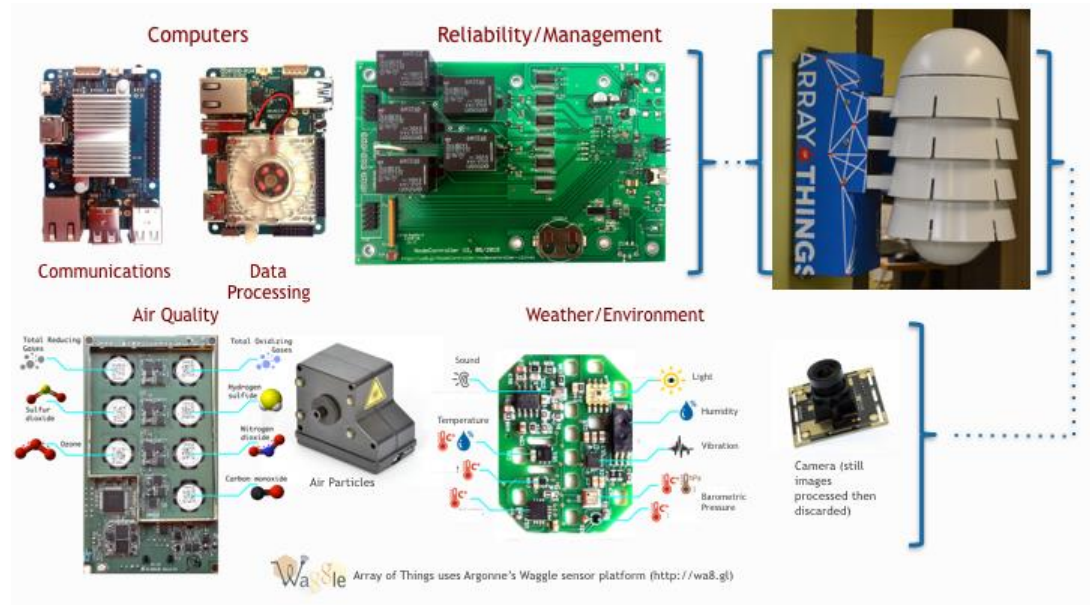 Computers
Reliability/Management
ARRAY of THINGS
Communications
Data
Processing
Air Quality
Weather/Environment
Total Reducing
Gases
Total Oxidizing
Gases
Sulfur
dioxide
Hydrogen
sulfide
Ozone
Nitrogen
dioxide
Carbon monoxide
Air Particles
Sound
Light
Temperature
Humidity
Vibration
Barometric
Pressure
Camera (still
images
processed then
discarded)
Waggle
Array of Things uses Argonne's Waggle sensor platform (http://wa8.gl)